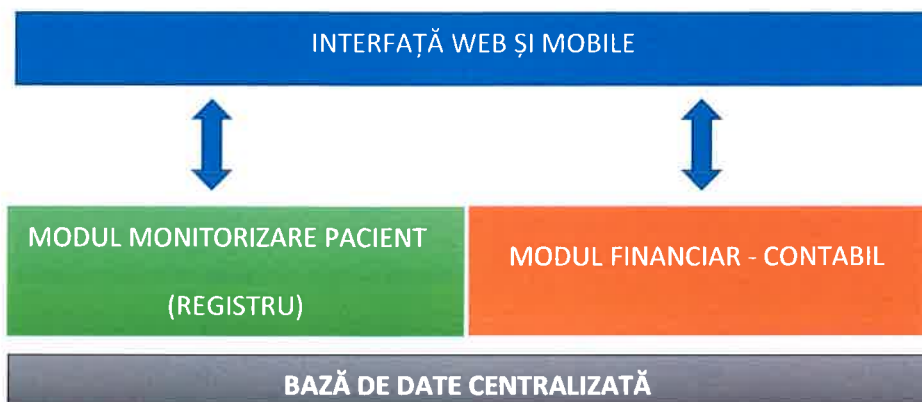 INTERFAȚĂ WEB ȘI MOBILE
MODUL MONITORIZARE PACIENT
(REGISTRU)
MODUL FINANCIAR - CONTABIL
BAZĂ DE DATE CENTRALIZATĂ